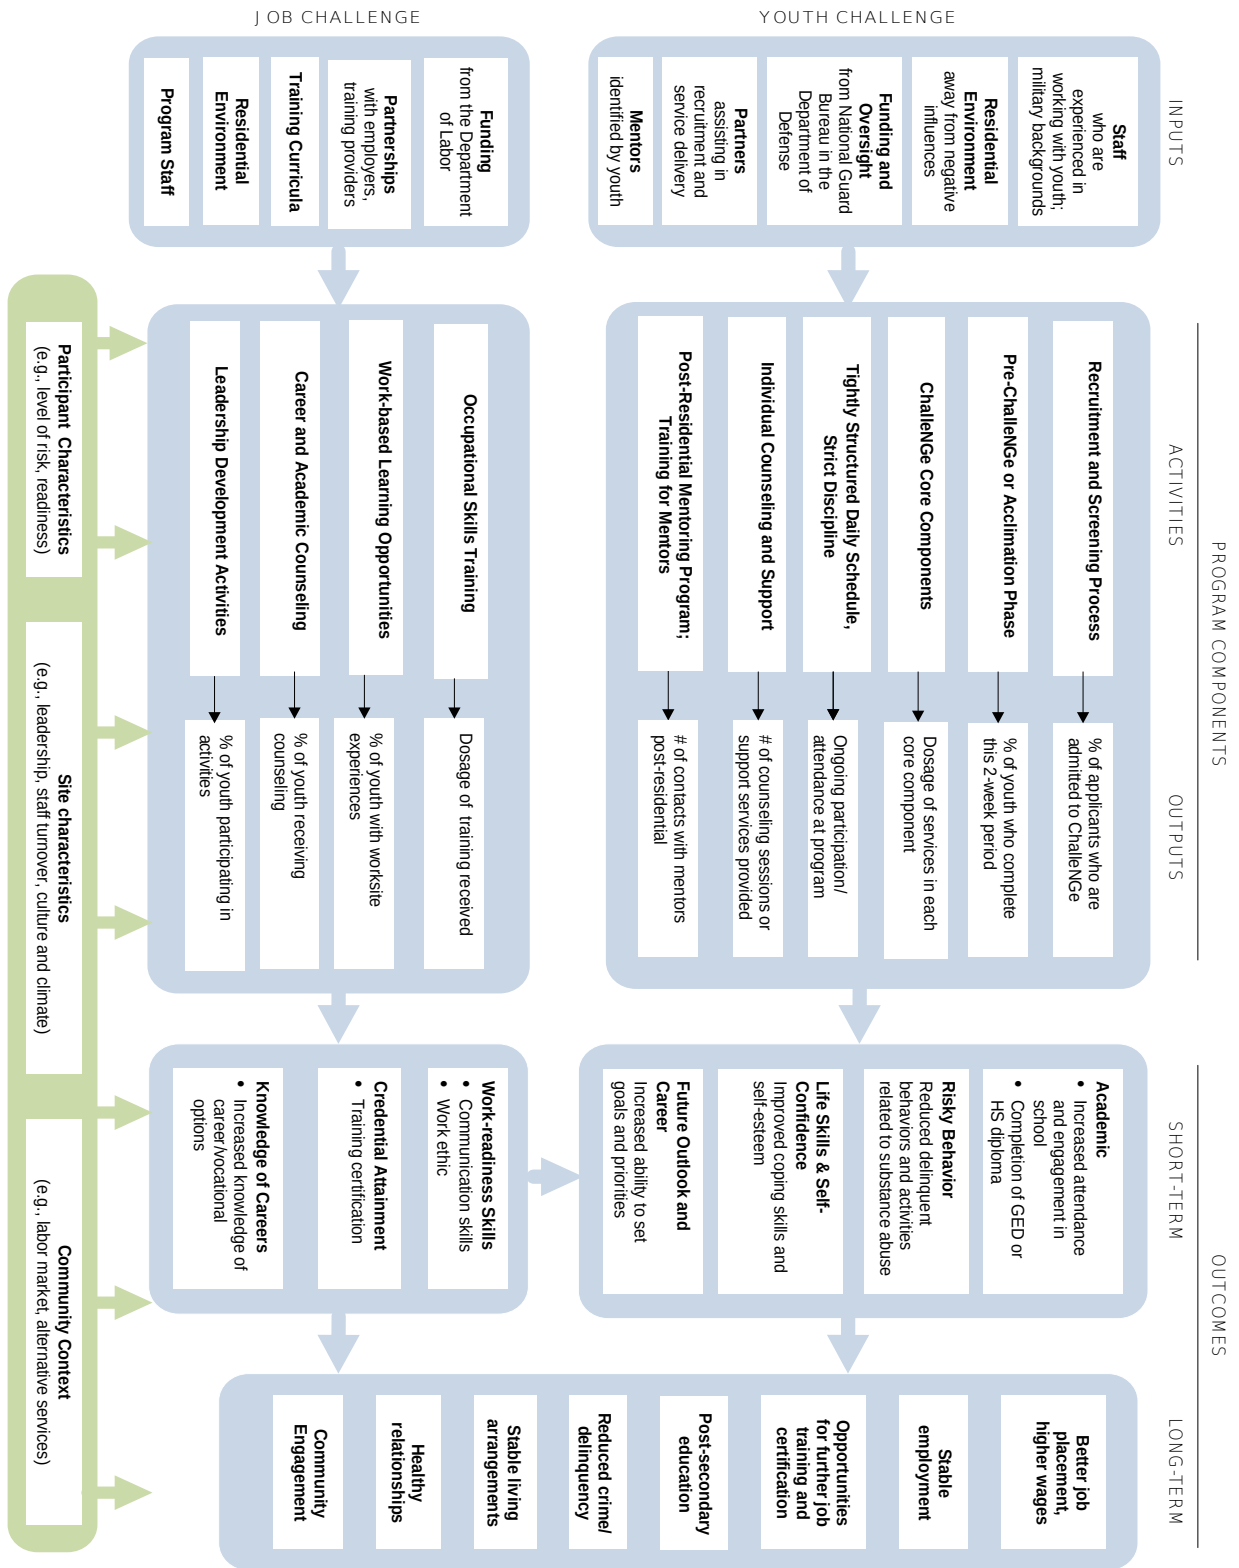 PROGRAM COMPONENTS
OUTCOMES
INPUTS
ACTIVITIES
OUTPUTS
SHORT-TERM
LONG-TERM
YOUTH CHALLENGE
Staff
who are
experienced in
working with youth;
military backgrounds
Residential
Environment
away from negative
influences
Funding and
Oversight
from National Guard
Bureau in the
Department of
Defense
Partners
assisting in
recruitment and
service delivery
Mentors
identified by youth
Recruitment and Screening Process
% of applicants who are
admitted to ChalleNGe
Pre-ChalleNGe or Acclimation Phase
% of youth who complete
this 2-week period
ChalleNGe Core Components
Dosage of services in each
core component
Tightly Structured Daily Schedule,
Strict Discipline
Ongoing participation/
attendance at program
Individual Counseling and Support
# of counseling sessions or
support services provided
Post-Residential Mentoring Program;
Training for Mentors
# of contacts with mentors
post-residential
Academic
• Increased attendance
and engagement in
school
• Completion of GED or
HS diploma
Risky Behavior
Reduced delinquent
behaviors and activities
related to substance abuse
Life Skills & Self-
Confidence
Improved coping skills and
self-esteem
Future Outlook and
Career
Increased ability to set
goals and priorities
Better job
placement,
higher wages
Stable
employment
Opportunities
for further job
training and
certification
Post-secondary
education
Reduced crime/
delinquency
Stable living
arrangements
Healthy
relationships
Community
Engagement
JOB CHALLENGE
Funding
from the Department
of Labor
Partnerships
with employers,
training providers
Training Curricula
Residential
Environment
Program Staff
Occupational Skills Training
Dosage of training received
Work-based Learning Opportunities
% of youth with worksite
experiences
Career and Academic Counseling
% of youth receiving
counseling
Leadership Development Activities
% of youth participating in
activities
Work-readiness Skills
• Communication skills
• Work ethic
Credential Attainment
• Training certification
Knowledge of Careers
• Increased knowledge of
career/vocational
options
Participant Characteristics
(e.g., level of risk, readiness)
Site characteristics
(e.g., leadership, staff turnover, culture and climate)
Community Context
(e.g., labor market, alternative services)